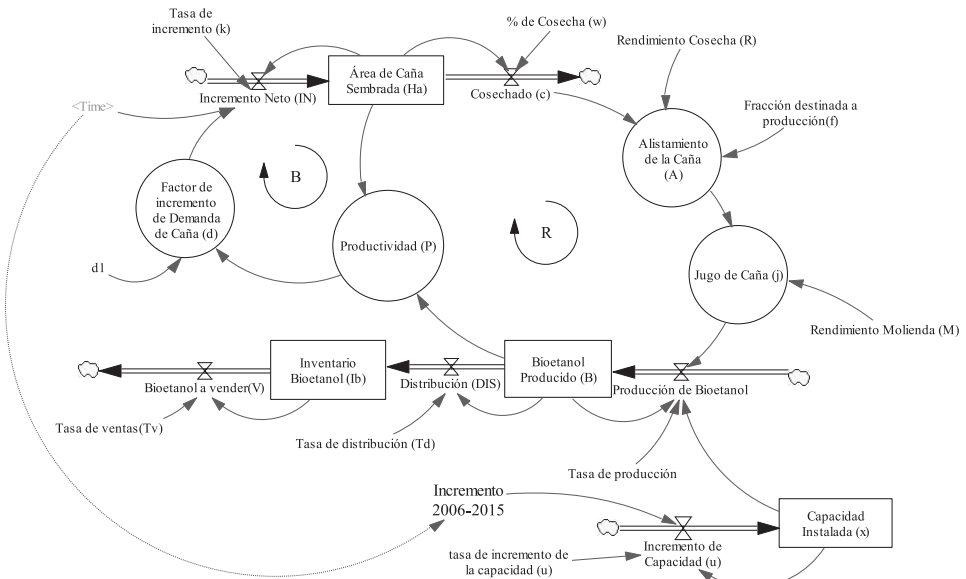 Tasa de
incremento (k)
% de Cosecha (w)
Rendimiento Cosecha (R)
Área de Caña
Sembrada (Ha)
Incremento Neto (IN)
Cosechado (c)
<Time>
Fracción destinada a
producción(f)
Alistamiento
de la Caña
(A)
Factor de
incremento
de Demanda
de Caña (d)
B
R
Productividad (P)
d1
Jugo de Caña (j)
Rendimiento Molienda (M)
Inventario
Bioetanol (Ib)
Bioetanol
Producido (B)
Bioetanol a vender(V)
Distribución (DIS)
Producción de Bioetanol
Tasa de ventas(Tv)
Tasa de distribución (Td)
Tasa de producción
Incremento
2006-2015
Capacidad
Instalada (x)
tasa de incremento de
la capacidad (u)
Incremento de
Capacidad (u)